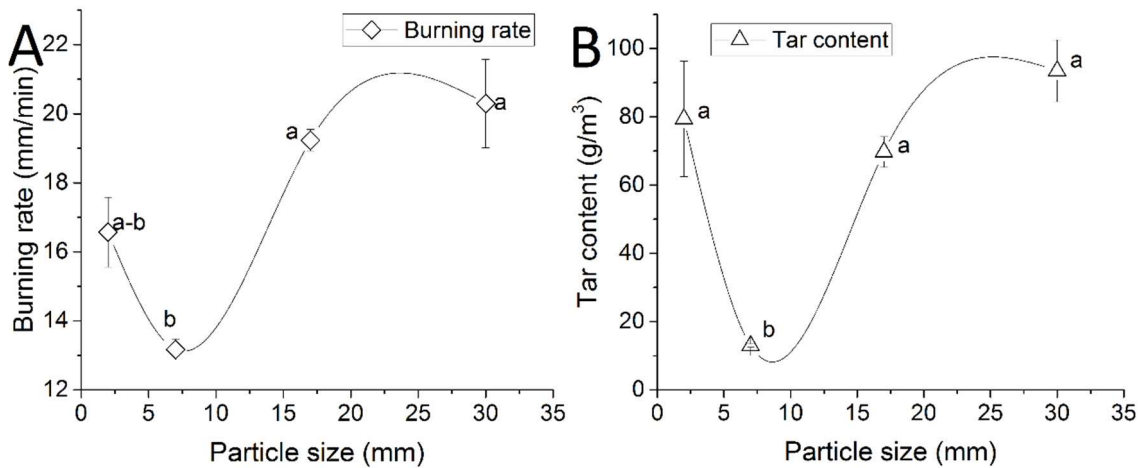 A
Burning rate
Burning rate (mm/min)
22
20
18
16
14
12
a-b
b
a
a
0 5 10 15 20 25 30 35
Particle size (mm)
B
Tar content
Tar content (g/m³)
100
80
60
40
20
0
a
b
a
a
0 5 10 15 20 25 30 35
Particle size (mm)